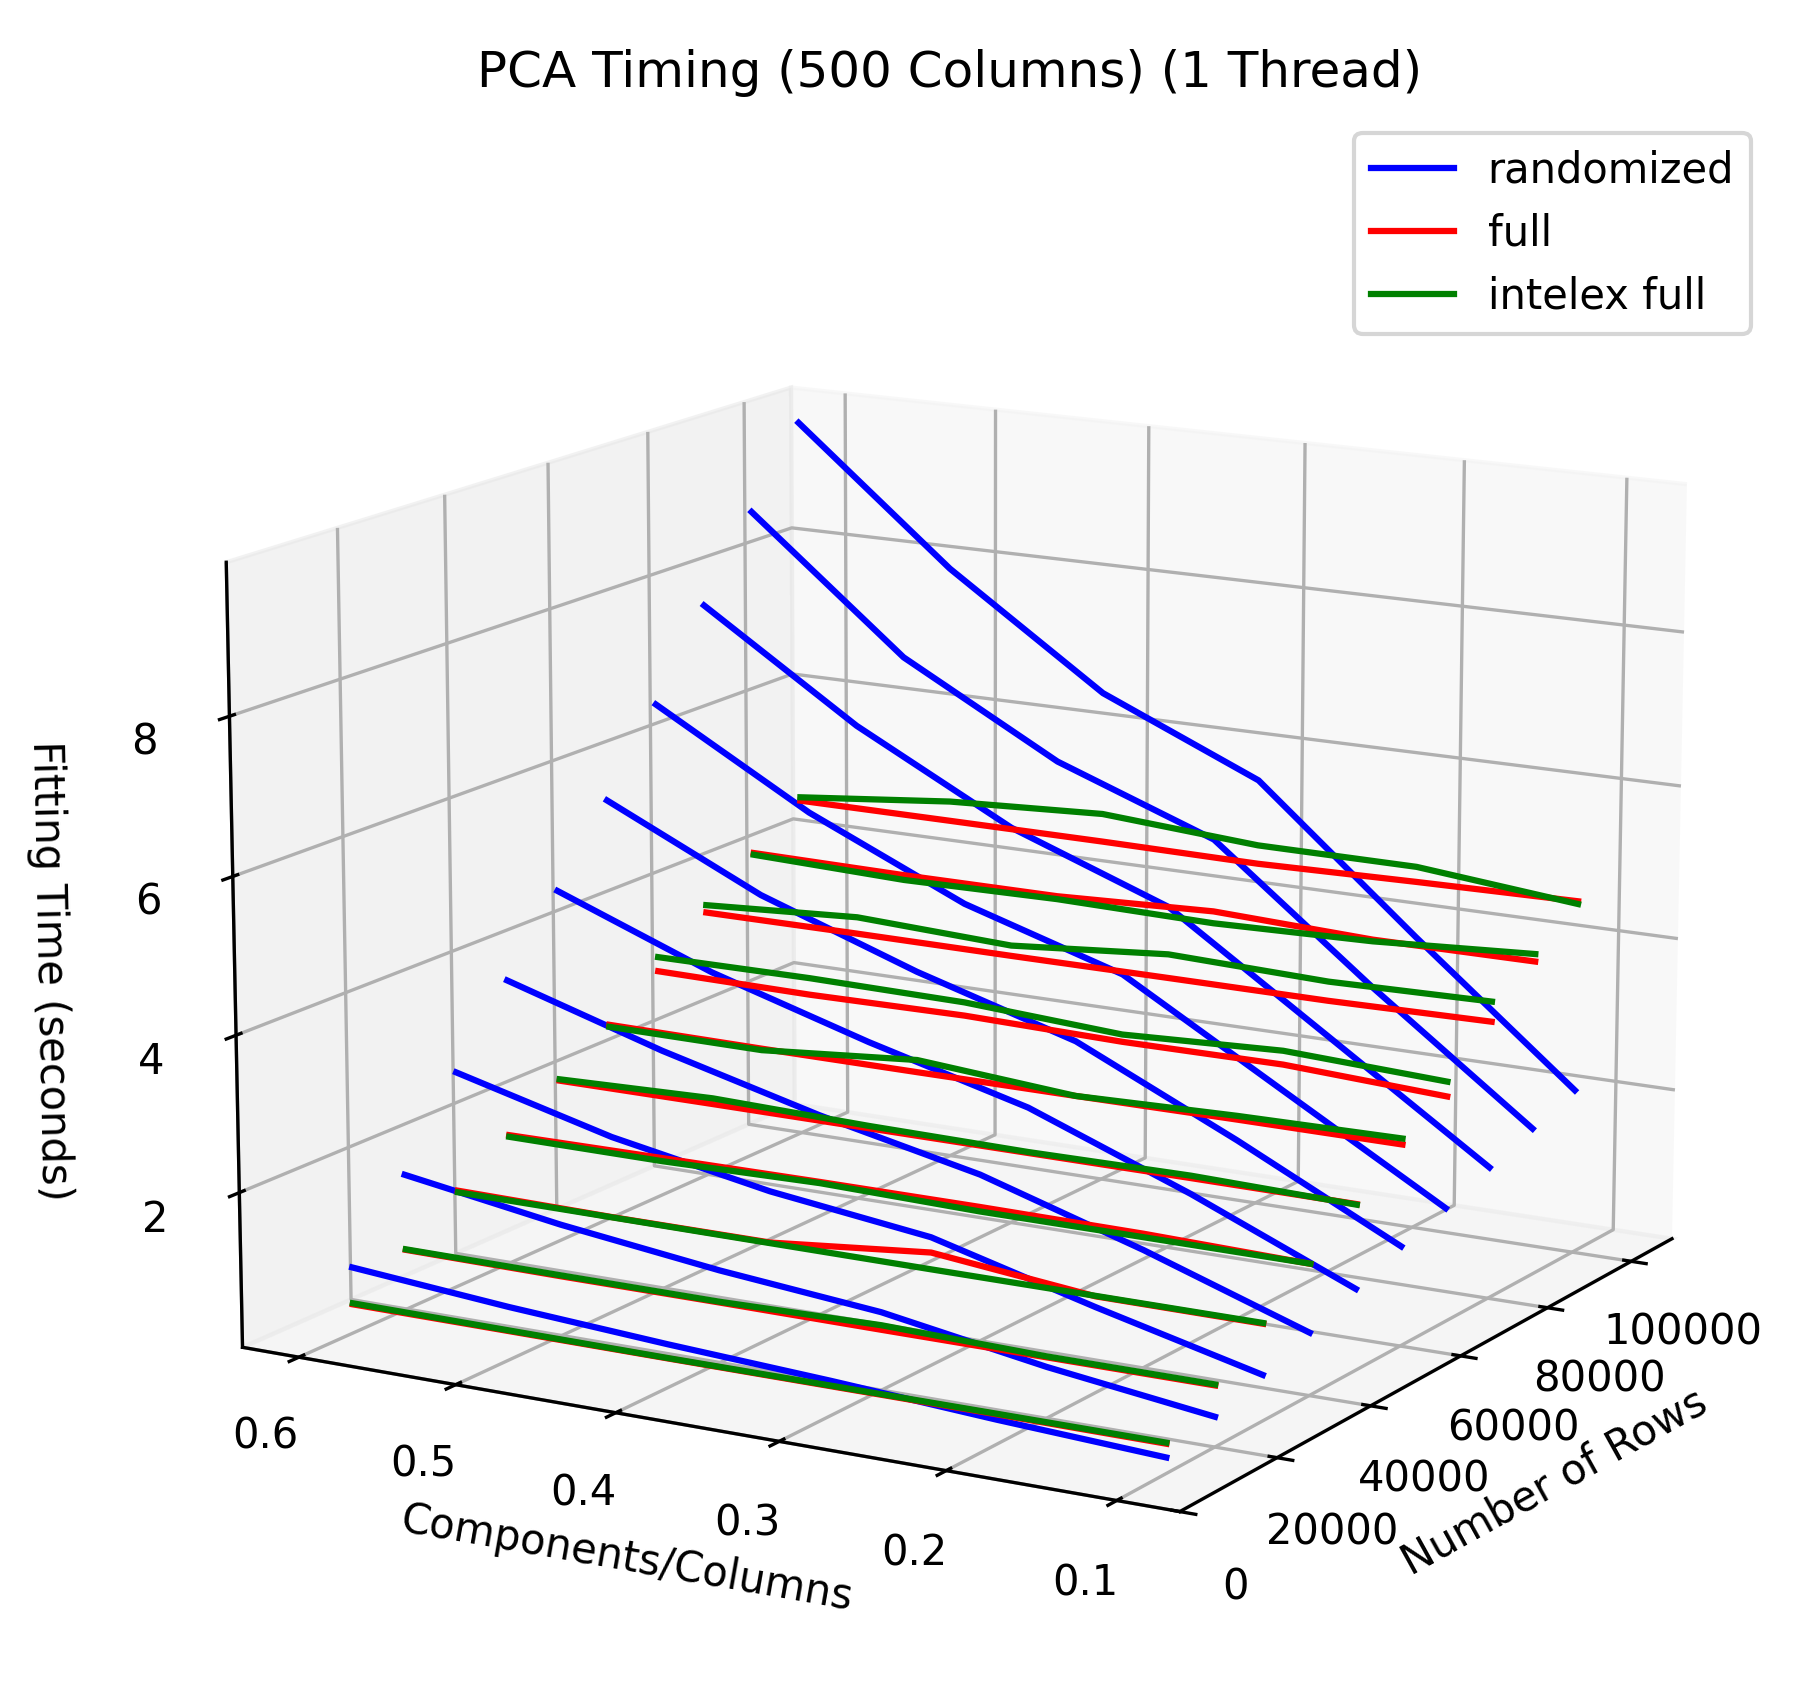 PCA Timing (500 Columns) (1 Thread)
randomized
full
intelex full
8
6
4
2
Fitting Time (seconds)
0.6
0.5
0.4
0.3
0.2
0.1
Components/Columns
0
20000
40000
60000
80000
100000
Number of Rows